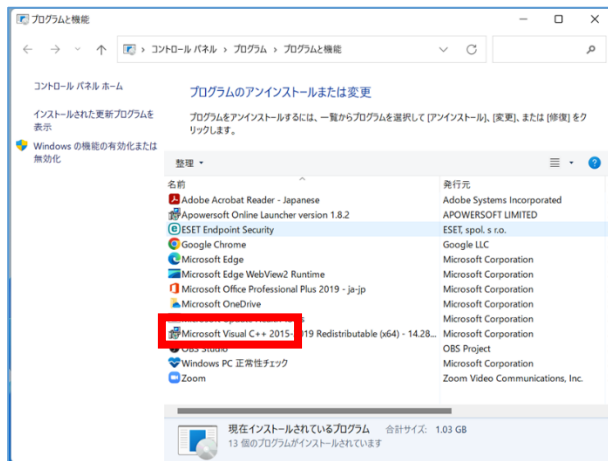 プログラムと機能
コントロール パネル › プログラム › プログラムと機能
コントロール パネル ホーム
インストールされた更新プログラムを
表示
Windows の機能の有効化または
無効化
プログラムのアンインストールまたは変更
プログラムをアンインストールするには、一覧からプログラムを選択して [アンインストール]、[変更]、または [修復] をク
リックします。
整理
名前 発行元
Adobe Acrobat Reader - Japanese Adobe Systems Incorporated
Apowersoft Online Launcher version 1.8.2 APOWERSOFT LIMITED
ESET Endpoint Security ESET, spol. s r.o.
Google Chrome Google LLC
Microsoft Edge Microsoft Corporation
Microsoft Edge WebView2 Runtime Microsoft Corporation
Microsoft Office Professional Plus 2019 - ja-jp Microsoft Corporation
Microsoft OneDrive Microsoft Corporation
Microsoft Corporation
Microsoft Visual C++ 2015-2019 Redistributable (x64) - 14.28... Microsoft Corporation
OBS Studio OBS Project
Windows PC 正常性チェック Microsoft Corporation
Zoom Zoom Video Communications, Inc.
現在インストールされているプログラム 合計サイズ: 1.03 GB
13 個のプログラムがインストールされています